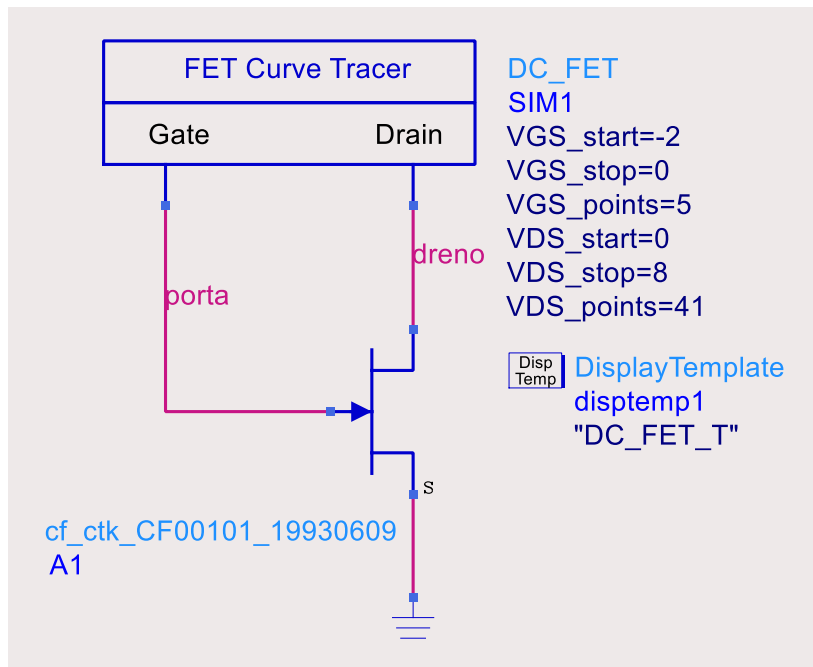 FET Curve Tracer
Gate
Drain
DC_FET
SIM1
VGS_start=-2
VGS_stop=0
VGS_points=5
VDS_start=0
VDS_stop=8
VDS_points=41
dreno
porta
Disp
Temp
DisplayTemplate
disptemp1
"DC_FET_T"
S
cf_ctk_CF00101_19930609
A1